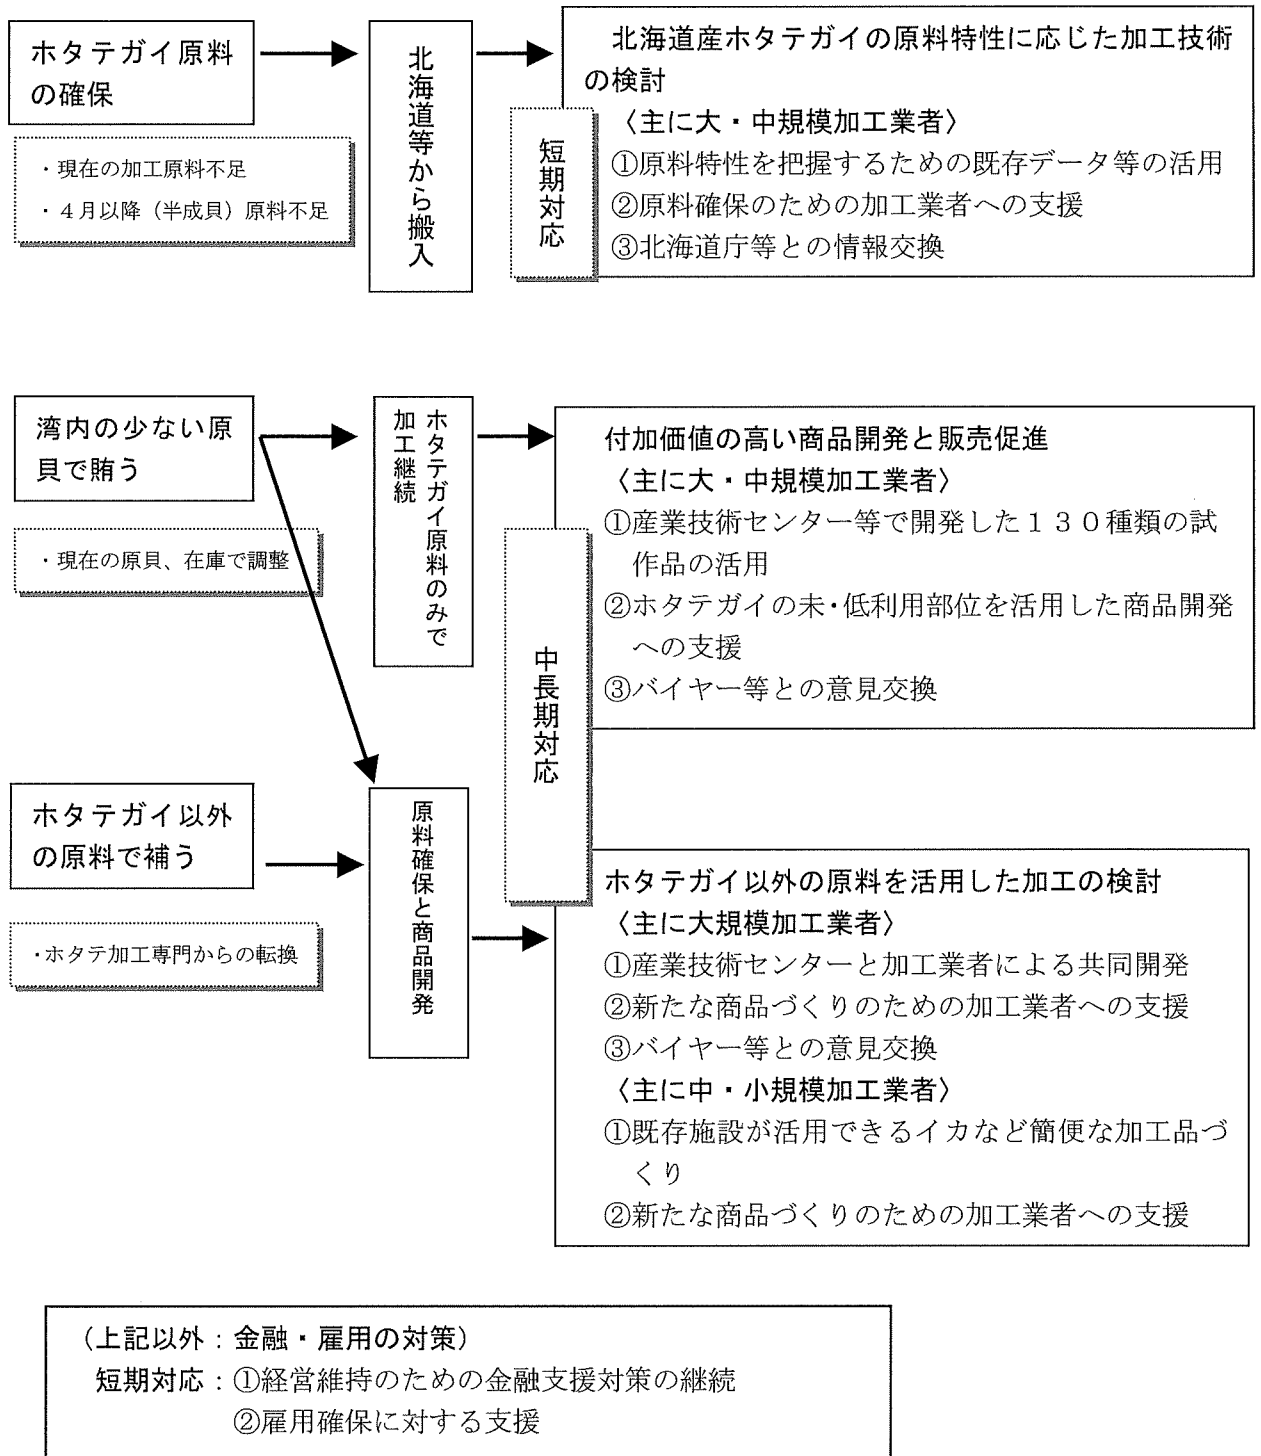 ホタテガイ原料
の確保
・現在の加工原料不足
・４月以降（半成貝）原料不足
北海道等から搬入
短期対応
北海道産ホタテガイの原料特性に応じた加工技術
の検討
〈主に大・中規模加工業者〉
①原料特性を把握するための既存データ等の活用
②原料確保のための加工業者への支援
③北海道庁等との情報交換
湾内の少ない原
貝で賄う
・現在の原貝、在庫で調整
ホタテガイ原料のみで
加工継続
中長期対応
付加価値の高い商品開発と販売促進
〈主に大・中規模加工業者〉
①産業技術センター等で開発した１３０種類の試
作品の活用
②ホタテガイの未・低利用部位を活用した商品開発
への支援
③バイヤー等との意見交換
ホタテガイ以外
の原料で補う
・ホタテ加工専門からの転換
原料確保と商品開発
ホタテガイ以外の原料を活用した加工の検討
〈主に大規模加工業者〉
①産業技術センターと加工業者による共同開発
②新たな商品づくりのための加工業者への支援
③バイヤー等との意見交換
〈主に中・小規模加工業者〉
①既存施設が活用できるイカなど簡便な加工品づ
くり
②新たな商品づくりのための加工業者への支援
（上記以外：金融・雇用の対策）
短期対応：①経営維持のための金融支援対策の継続
②雇用確保に対する支援